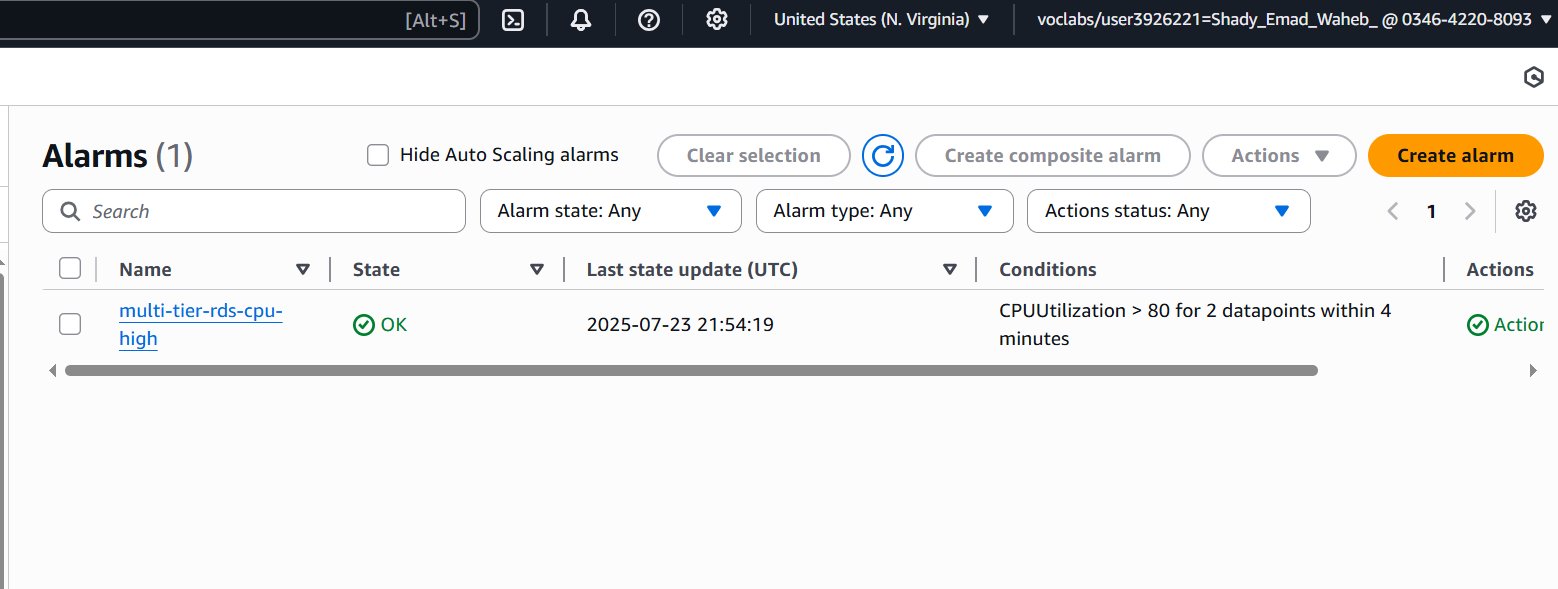 [Alt+S] United States (N. Virginia) voclabs/user3926221=Shady_Emad_Waheb_ @ 0346-4220-8093
Alarms (1) Hide Auto Scaling alarms Clear selection Create composite alarm Actions Create alarm
Search Alarm state: Any Alarm type: Any Actions status: Any 1
Name State Last state update (UTC) Conditions Actions
multi-tier-rds-cpu-
high
OK
2025-07-23 21:54:19
CPUUtilization > 80 for 2 datapoints within 4
minutes